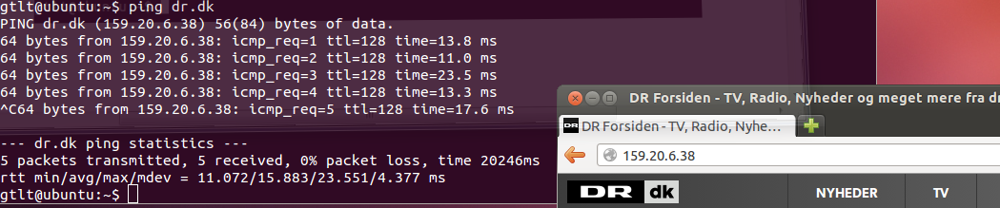 gtlt@ubuntu:~$ ping dr.dk
PING dr.dk (159.20.6.38) 56(84) bytes of data.
64 bytes from 159.20.6.38: icmp_req=1 ttl=128 time=13.8 ms
64 bytes from 159.20.6.38: icmp_req=2 ttl=128 time=11.0 ms
64 bytes from 159.20.6.38: icmp_req=3 ttl=128 time=23.5 ms
64 bytes from 159.20.6.38: icmp_req=4 ttl=128 time=13.3 ms
^C64 bytes from 159.20.6.38: icmp_req=5 ttl=128 time=17.6 ms
--- dr.dk ping statistics ---
5 packets transmitted, 5 received, 0% packet loss, time 20246ms
rtt min/avg/max/mdev = 11.072/15.883/23.551/4.377 ms
gtlt@ubuntu:~$
DR Forsiden - TV, Radio, Nyheder og meget mere fra
DR DR Forsiden - TV, Radio, Nyhe...
159.20.6.38
DR dk NYHEDER TV